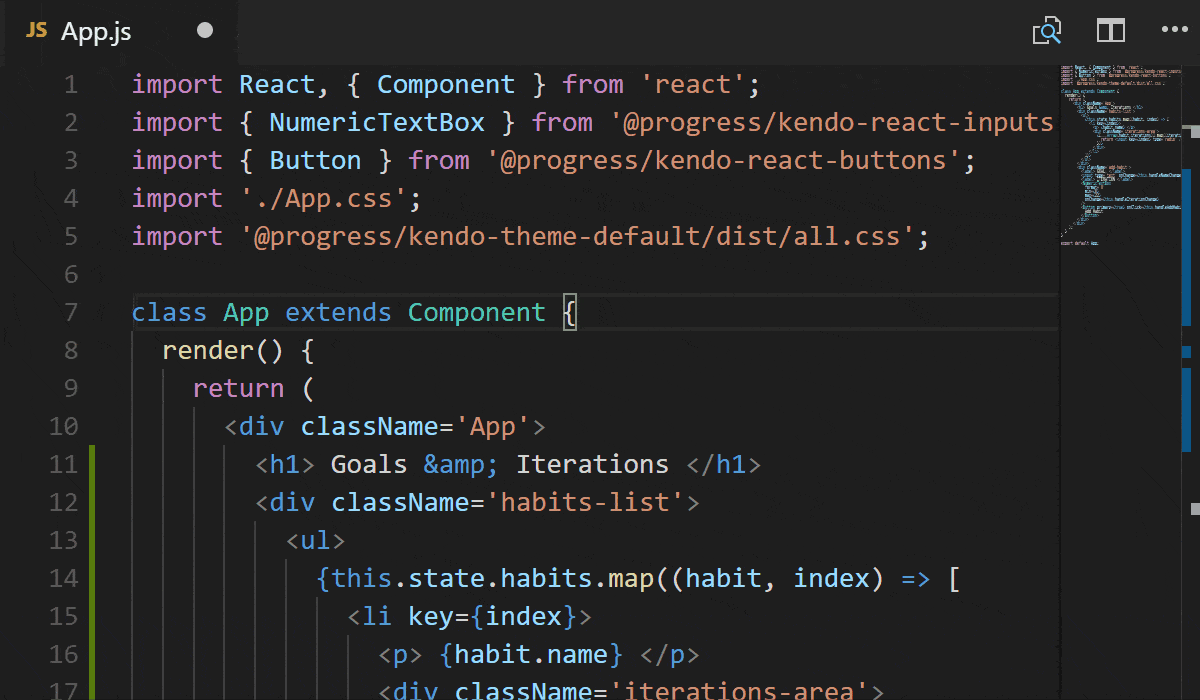 JS App.js
1 import React, { Component } from 'react';
2 import { NumericTextBox } from '@progress/kendo-react-inputs
3 import { Button } from '@progress/kendo-react-buttons';
4 import './App.css';
5 import '@progress/kendo-theme-default/dist/all.css';
6
7 class App extends Component {
8 render() {
9 return (
10 <div className='App'>
11 <h1> Goals &amp; Iterations </h1>
12 <div className='habits-list'>
13 <ul>
14 {this.state.habits.map((habit, index) => [
15 <li key={index}>
16 <p> {habit.name} </p>
17 <div className='iterations-area'>